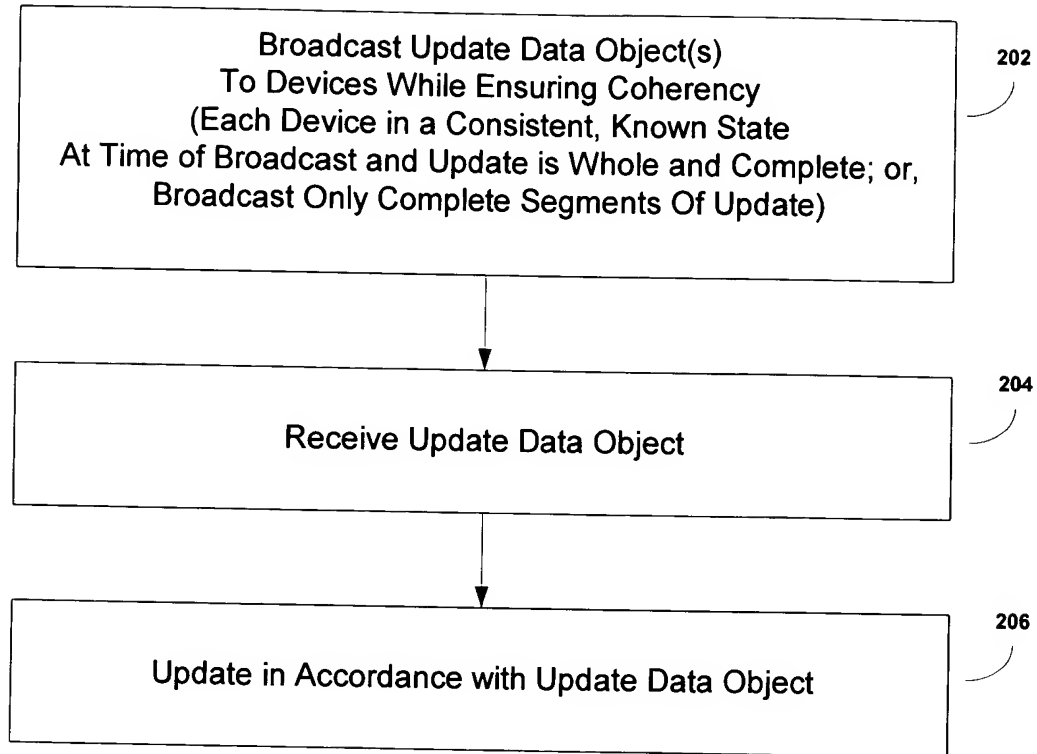 Broadcast Update Data Object(s)
To Devices While Ensuring Coherency
(Each Device in a Consistent, Known State
At Time of Broadcast and Update is Whole and Complete; or,
Broadcast Only Complete Segments Of Update)
202
Receive Update Data Object
204
Update in Accordance with Update Data Object
206